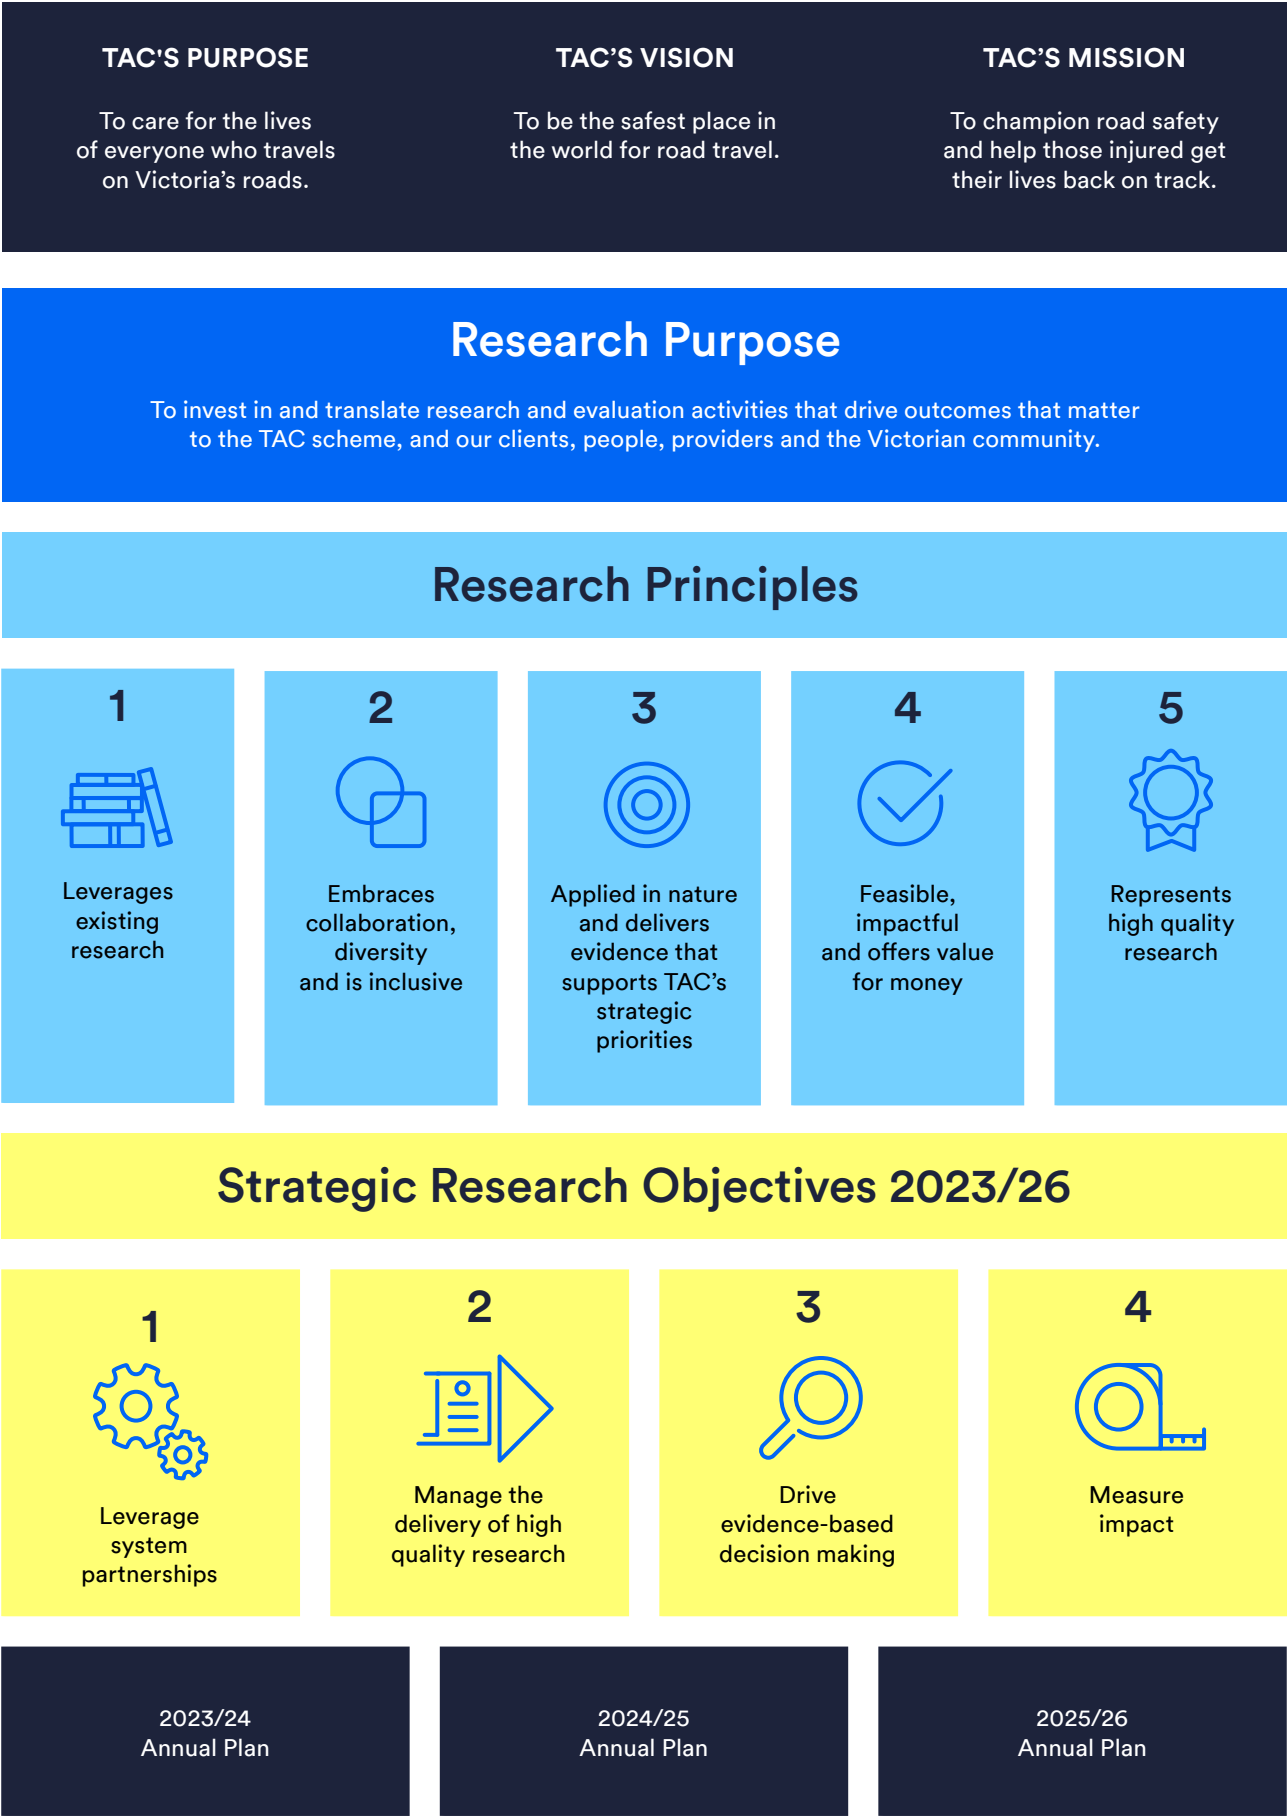 TAC'S PURPOSE
To care for the lives
of everyone who travels
on Victoria's roads.
TAC'S VISION
To be the safest place in
the world for road travel.
TAC'S MISSION
To champion road safety
and help those injured get
their lives back on track.
Research Purpose
To invest in and translate research and evaluation activities that drive outcomes that matter
to the TAC scheme, and our clients, people, providers and the Victorian community.
Research Principles
1
Leverages
existing
research
2
Embraces
collaboration,
diversity
and is inclusive
3
Applied in nature
and delivers
evidence that
supports TAC's
strategic
priorities
4
Feasible,
impactful
and offers value
for money
5
Represents
high quality
research
Strategic Research Objectives 2023/26
1
Leverage
system
partnerships
2
Manage the
delivery of high
quality research
3
Drive
evidence-based
decision making
4
Measure
impact
2023/24
Annual Plan
2024/25
Annual Plan
2025/26
Annual Plan